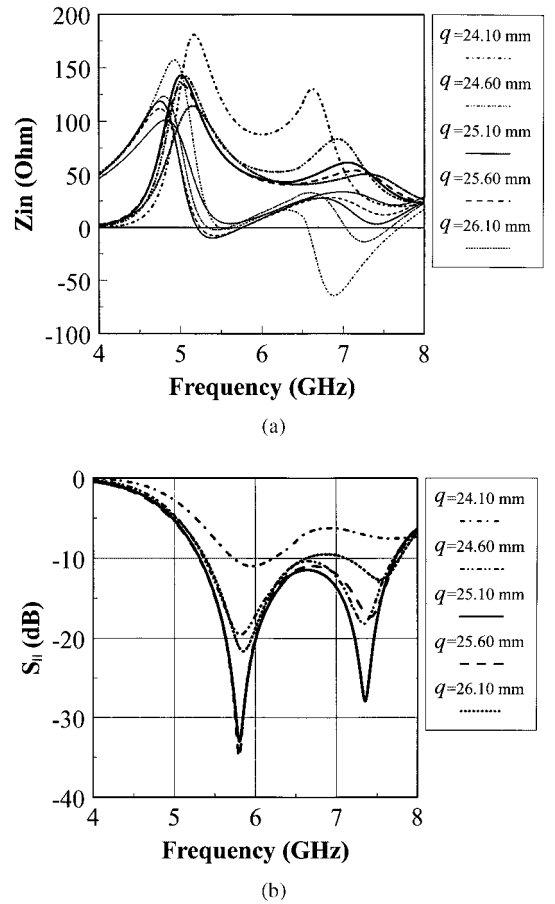 200
150
100
50
0
-50
-100
Zin (Ohm)
4 5 6 7 8
Frequency (GHz)
q=24.10 mm
q=24.60 mm
q=25.10 mm
q=25.60 mm
q=26.10 mm
(a)
0
-10
-20
-30
-40
S₁₁ (dB)
4 5 6 7 8
Frequency (GHz)
q=24.10 mm
q=24.60 mm
q=25.10 mm
q=25.60 mm
q=26.10 mm
(b)